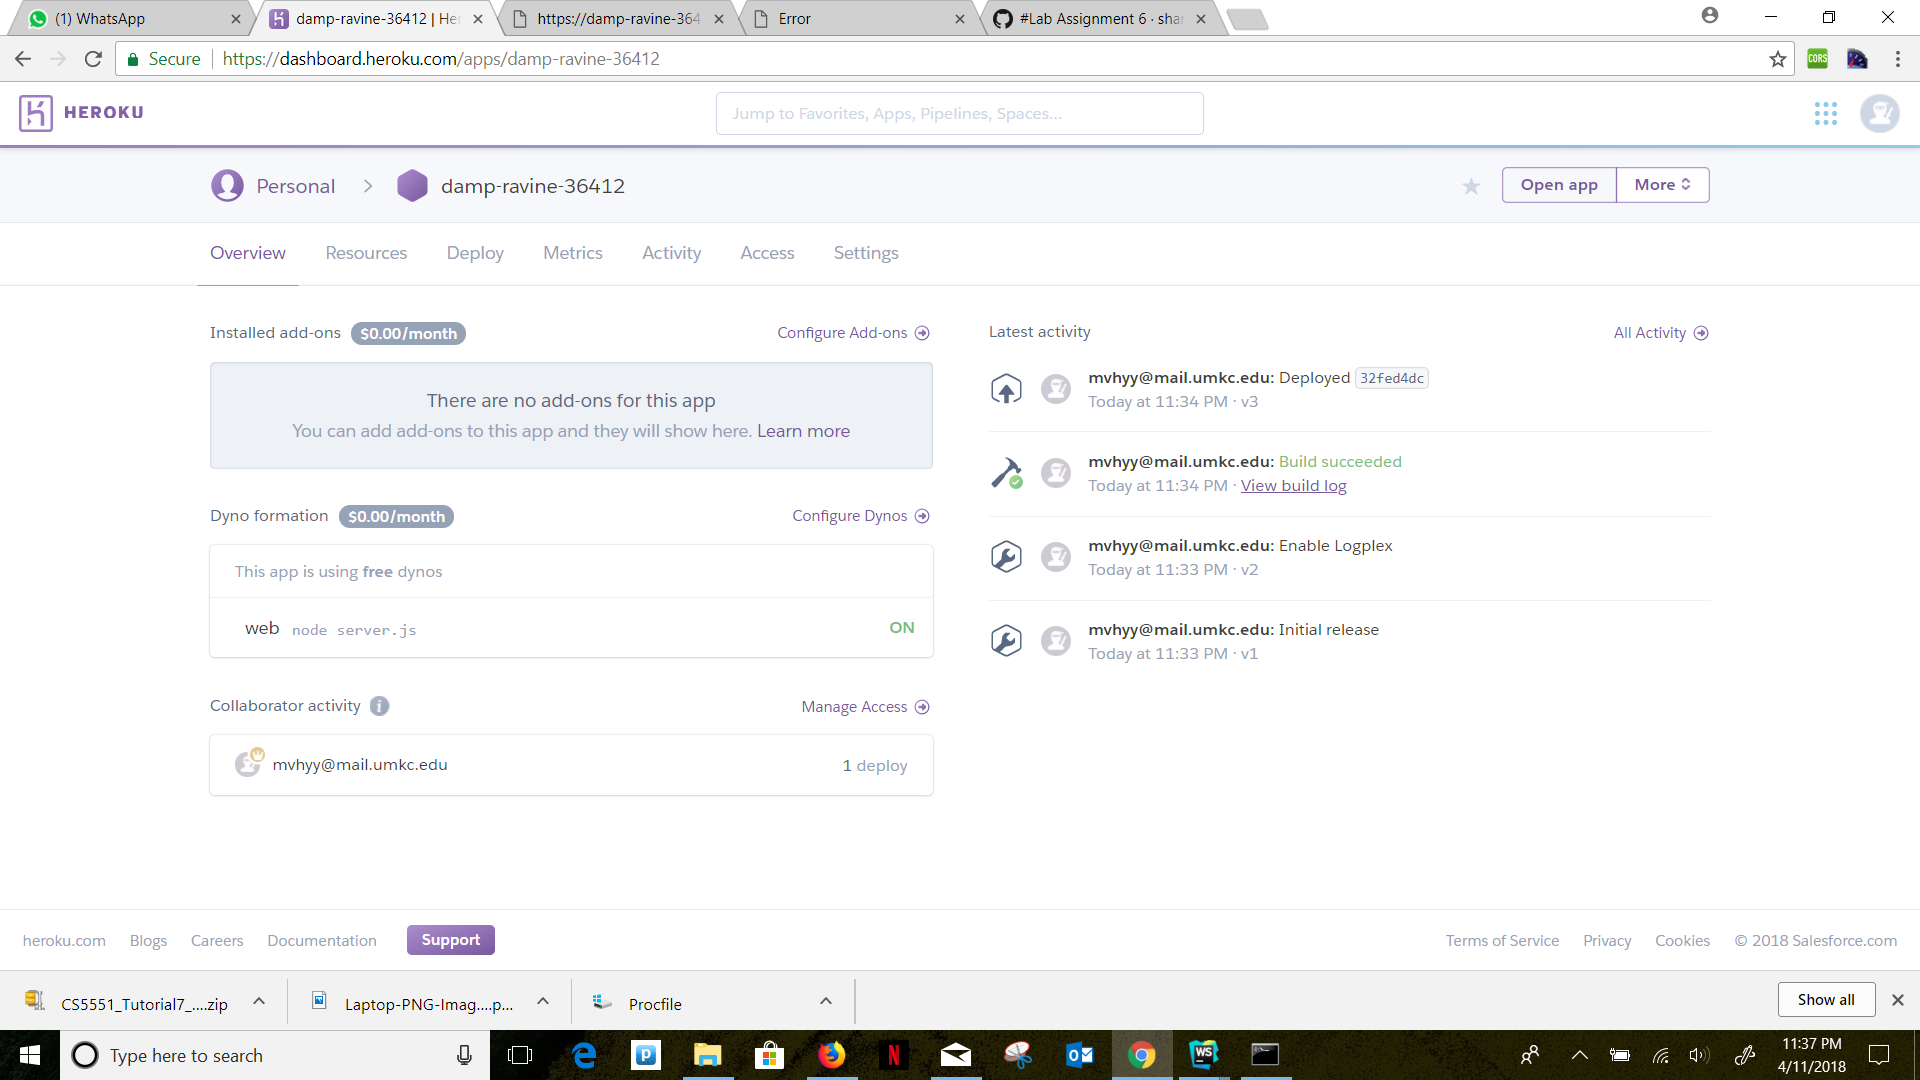 (1) WhatsApp
damp-ravine-36412 | He
https://damp-ravine-364
Error
#Lab Assignment 6 · shar
Secure
https://dashboard.heroku.com/apps/damp-ravine-36412
CORS
HEROKU
Jump to Favorites, Apps, Pipelines, Spaces...
Personal
damp-ravine-36412
Open app
More
Overview
Resources
Deploy
Metrics
Activity
Access
Settings
Installed add-ons $0.00/month
Configure Add-ons
There are no add-ons for this app
You can add add-ons to this app and they will show here. Learn more
Dyno formation $0.00/month
Configure Dynos
This app is using free dynos
web node server.js
ON
Collaborator activity
Manage Access
mvhyy@mail.umkc.edu
1 deploy
Latest activity
All Activity
mvhyy@mail.umkc.edu: Deployed 32fed4dc
Today at 11:34 PM · v3
mvhyy@mail.umkc.edu: Build succeeded
Today at 11:34 PM · View build log
mvhyy@mail.umkc.edu: Enable Logplex
Today at 11:33 PM · v2
mvhyy@mail.umkc.edu: Initial release
Today at 11:33 PM · v1
heroku.com
Blogs
Careers
Documentation
Support
Terms of Service
Privacy
Cookies
© 2018 Salesforce.com
CS5551_Tutorial7_....zip
Laptop-PNG-Imag....p...
Procfile
Show all
Type here to search
11:37 PM
4/11/2018